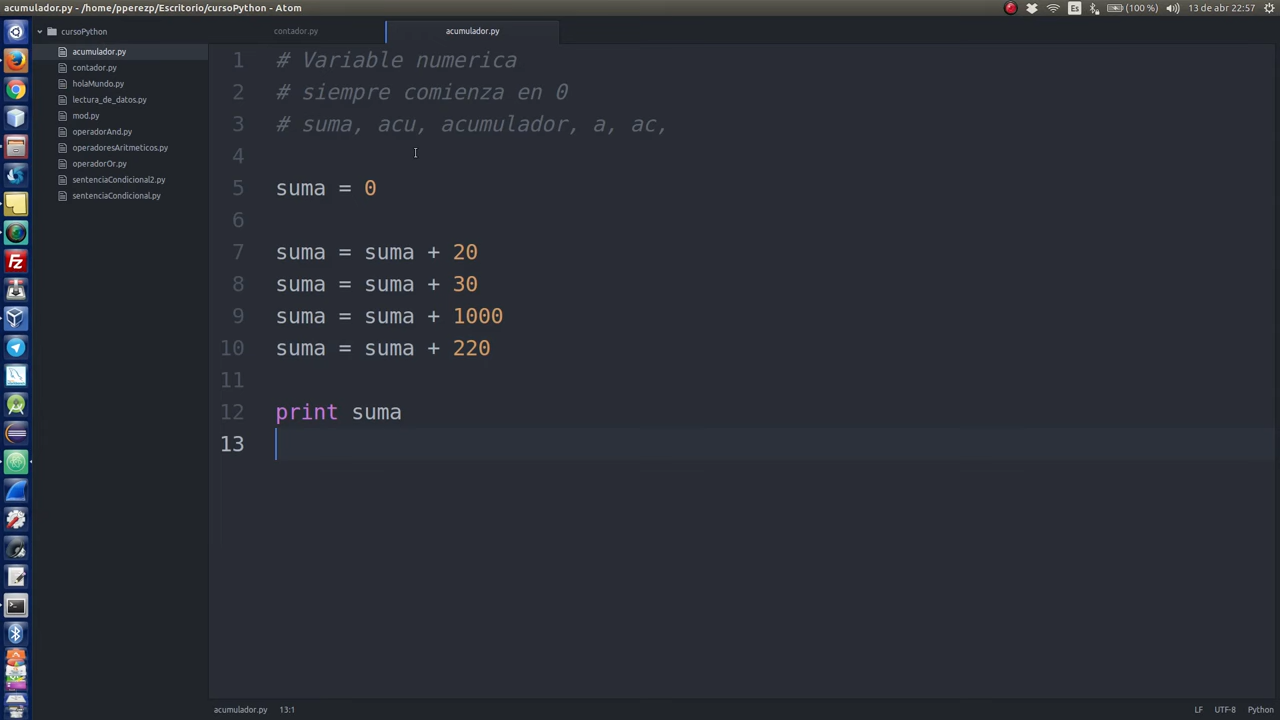 acumulador.py - /home/pperezp/Escritorio/cursoPython - Atom
Es
(100 %)
13 de abr 22:57
cursoPython
acumulador.py
contador.py
holaMundo.py
lectura_de_datos.py
mod.py
operadorAnd.py
operadoresAritmeticos.py
operadorOr.py
sentenciaCondicional2.py
sentenciaCondicional.py
contador.py
acumulador.py
1 # Variable numerica
2 # siempre comienza en 0
3 # suma, acu, acumulador, a, ac,
4
5 suma = 0
6
7 suma = suma + 20
8 suma = suma + 30
9 suma = suma + 1000
10 suma = suma + 220
11
12 print suma
13
acumulador.py 13:1
LF UTF-8 Python